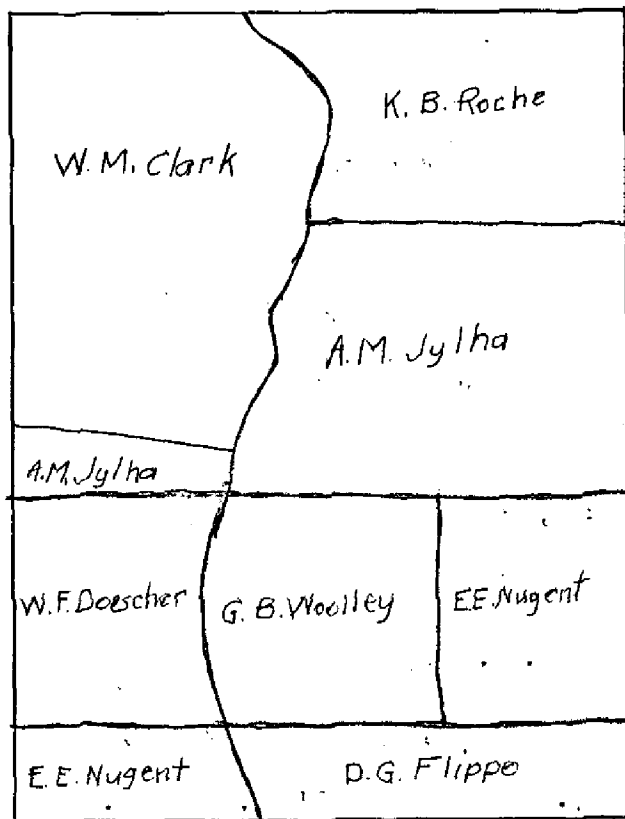 K. B. Roche
W. M. Clark
A. M. Jylha
A. M. Jylha
W. F. Doescher
G. B. Woolley
E E. Nugent
E. E. Nugent
D. G. Flippo